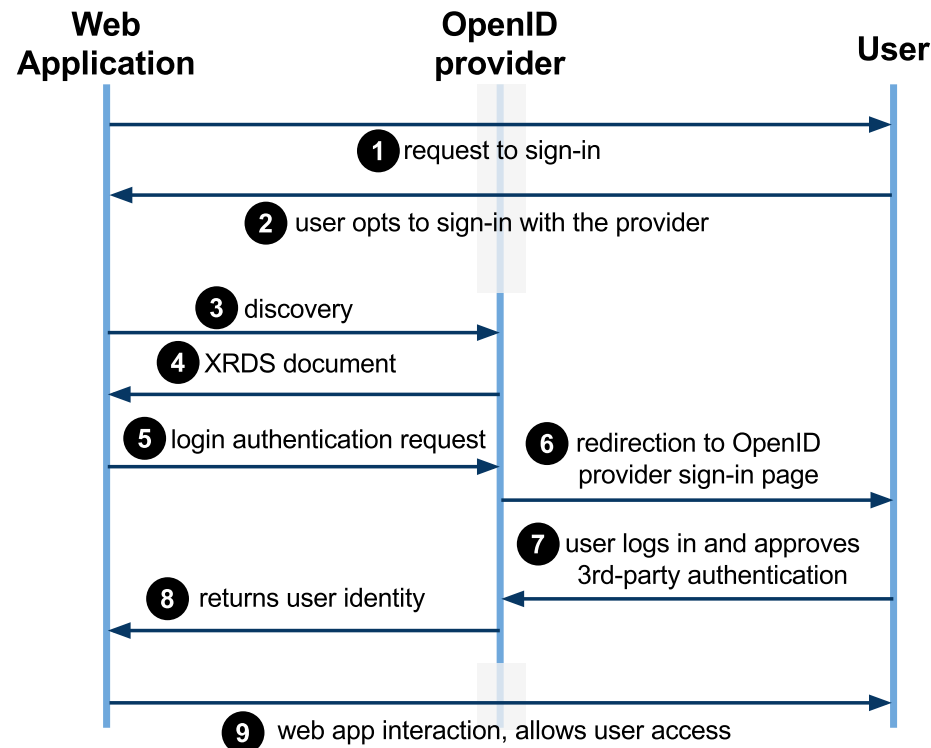 Web
Application
OpenID
provider
User
1 request to sign-in
2 user opts to sign-in with the provider
3 discovery
4 XRDS document
5 login authentication request
6 redirection to OpenID
provider sign-in page
7 user logs in and approves
3rd-party authentication
8 returns user identity
9 web app interaction, allows user access